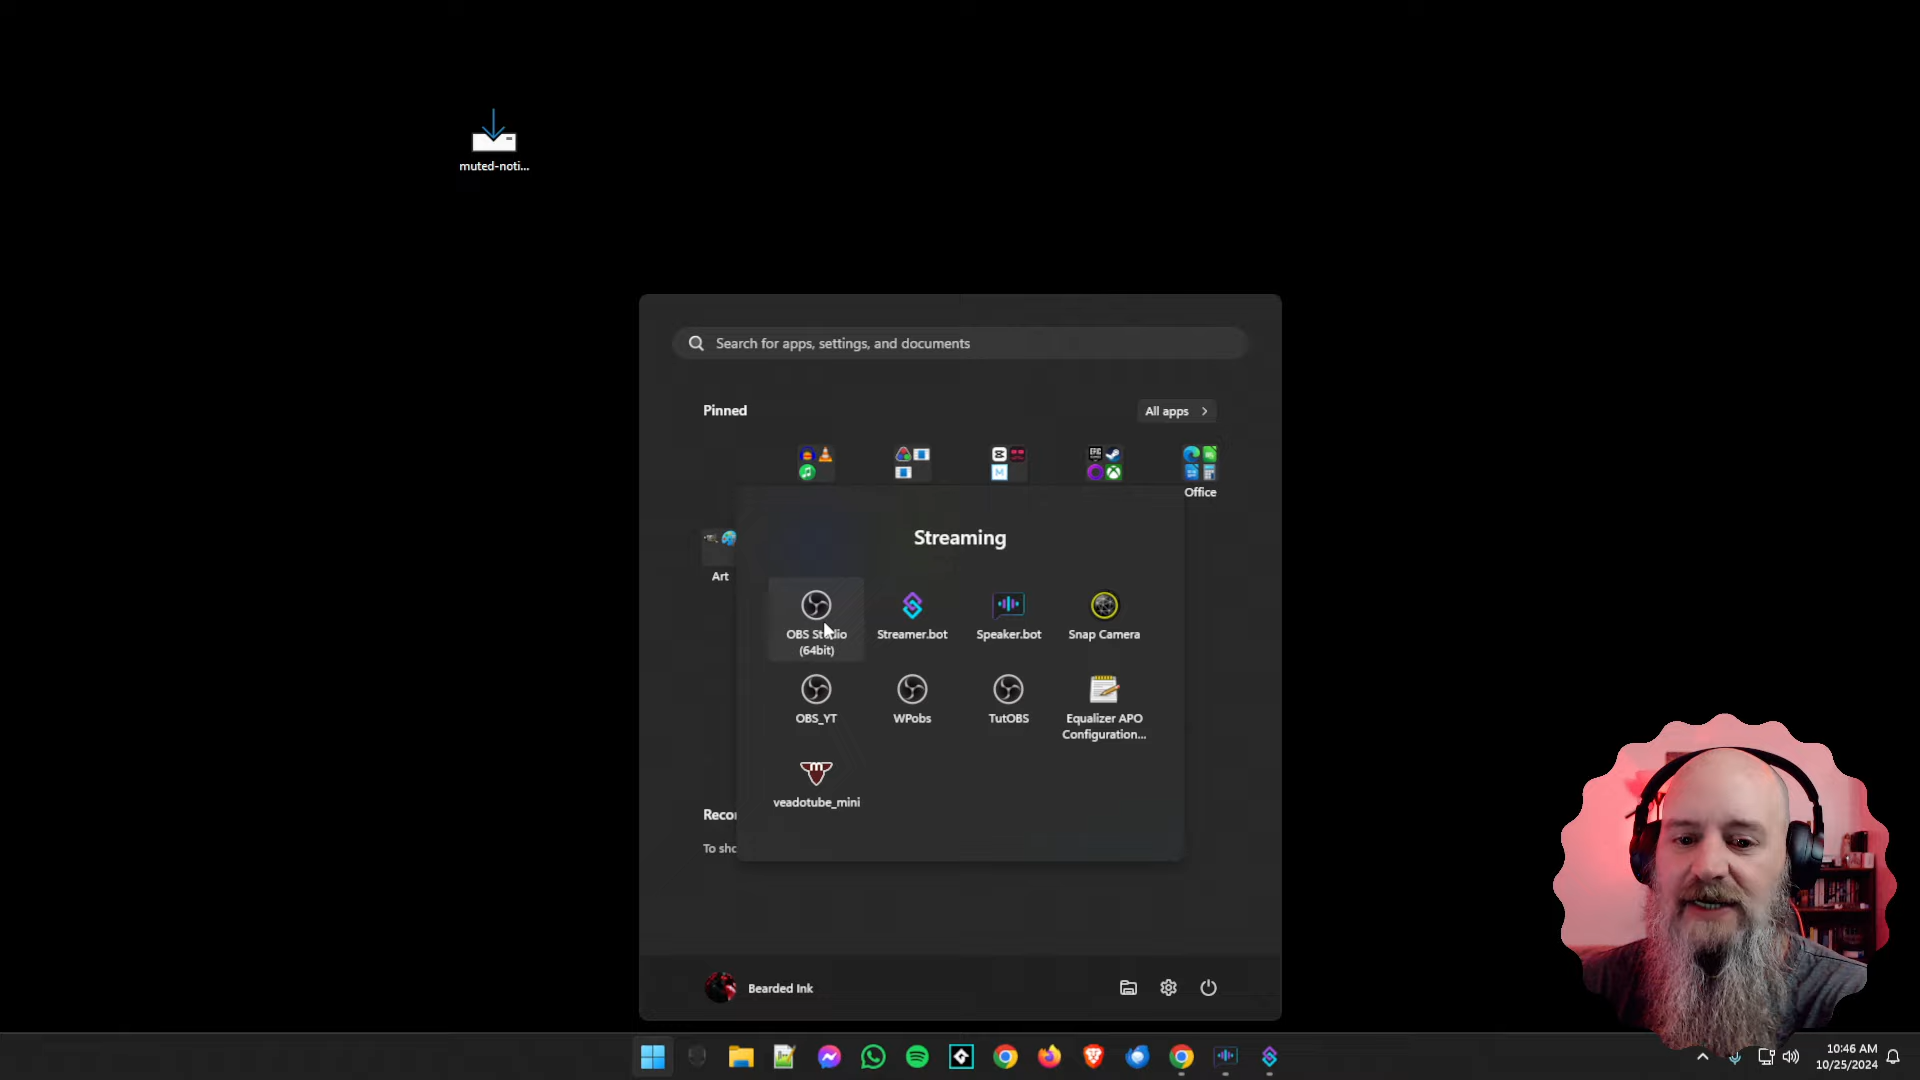 muted-noti...
Search for apps, settings, and documents
Pinned
All apps
Office
Art
Streaming
OBS Studio
(64bit)
Streamer.bot
Speaker.bot
Snap Camera
OBS_YT
WPobs
TutOBS
Equalizer APO
Configuration...
veadotube_mini
To
Bearded Ink
10:46 AM
10/25/2024